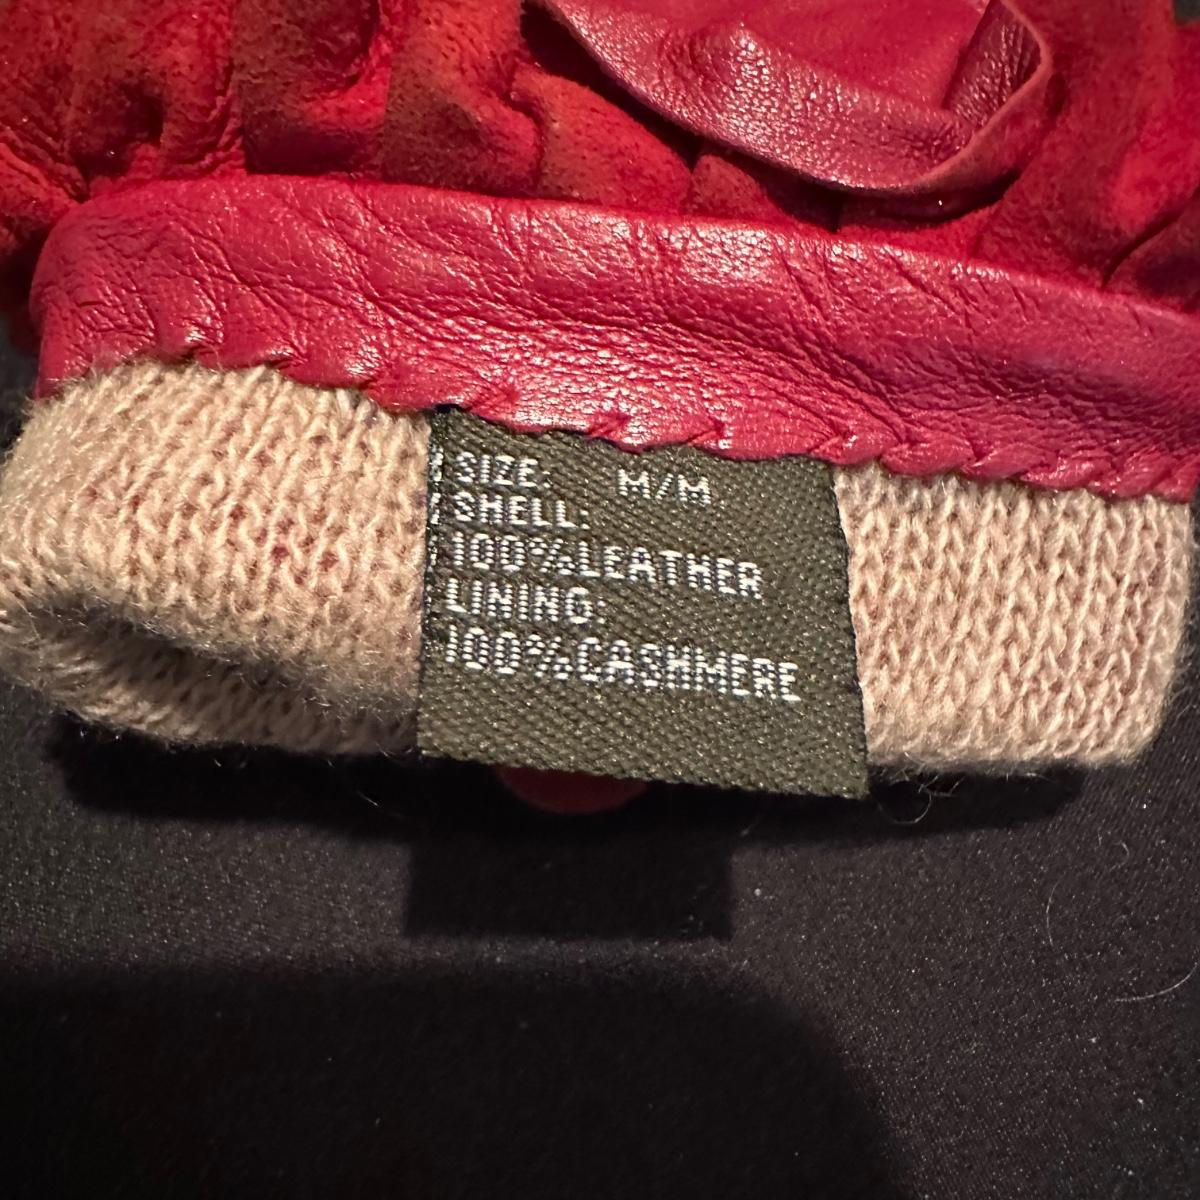 SIZE: M/M
SHELL:
100%LEATHER
LINING:
100%CASHMERE